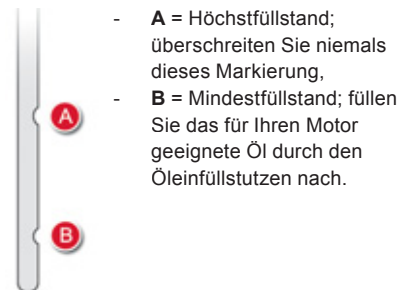 - A = Höchstfüllstand;
überschreiten Sie niemals
dieses Markierung,
- B = Mindestfüllstand; füllen
Sie das für Ihren Motor
geeignete Öl durch den
Öleinfüllstutzen nach.
A
B